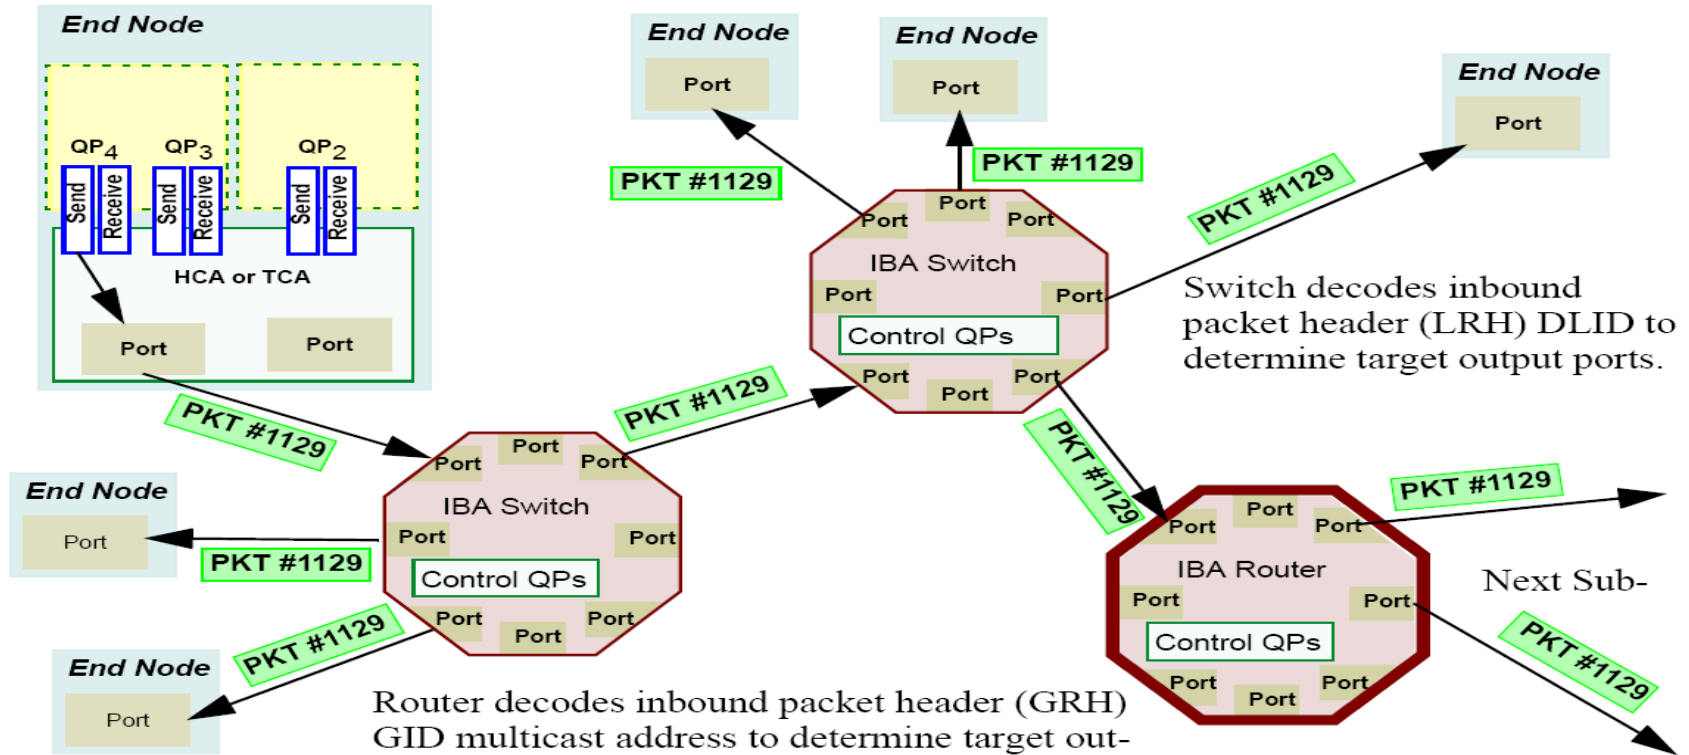 End Node
QP4
QP3
QP2
Send
Receive
Send
Receive
Send
Receive
HCA or TCA
Port
Port
PKT #1129
End Node
Port
End Node
Port
End Node
Port
PKT #1129
PKT #1129
PKT #1129
Port
Port
Port
IBA Switch
Port
Port
Control QPs
Port
Port
Port
Switch decodes inbound
packet header (LRH) DLID to
determine target output ports.
PKT #1129
PKT #1129
Port
Port
Port
IBA Switch
Port
Port
Control QPs
Port
Port
Port
End Node
Port
PKT #1129
End Node
Port
PKT #1129
Port
Port
Port
IBA Router
Port
Port
Control QPs
Port
Port
Port
PKT #1129
Next Sub-
PKT #1129
Router decodes inbound packet header (GRH)
GID multicast address to determine target out-